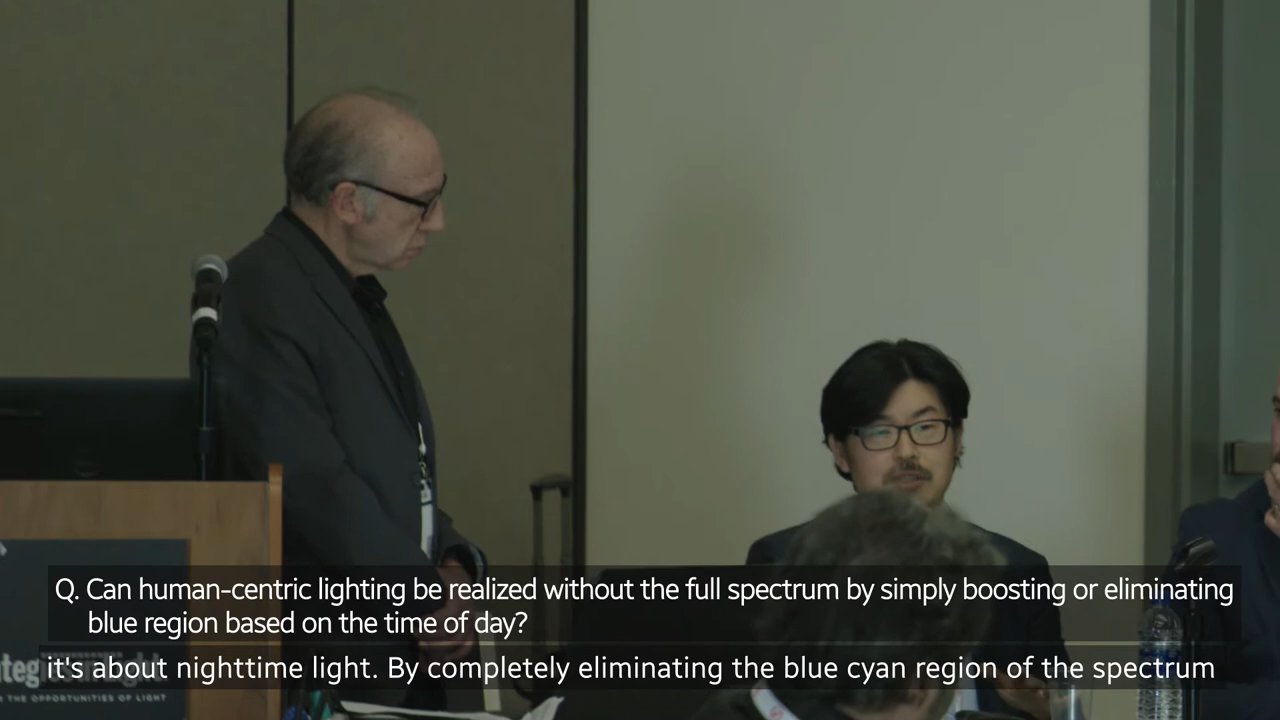 Q. Can human-centric lighting be realized without the full spectrum by simply boosting or eliminating
blue region based on the time of day?
it's about nighttime light. By completely eliminating the blue cyan region of the spectrum
THE OPPORTUNITIES OF LIGHT